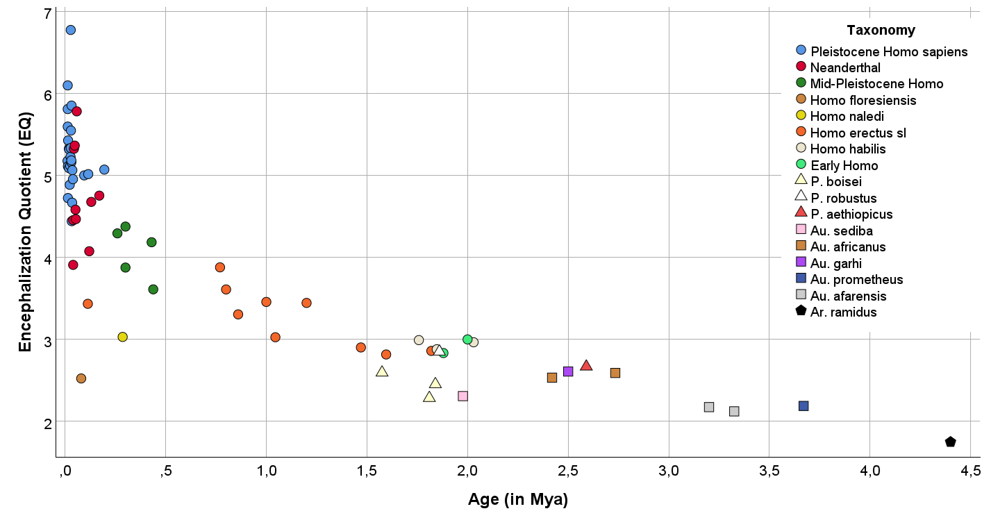 7
6
5
4
3
2
Encephalization Quotient (EQ)
Taxonomy
Pleistocene Homo sapiens
Neanderthal
Mid-Pleistocene Homo
Homo floresiensis
Homo naledi
Homo erectus sl
Homo habilis
Early Homo
P. boisei
P. robustus
P. aethiopicus
Au. sediba
Au. africanus
Au. garhi
Au. prometheus
Au. afarensis
Ar. ramidus
,0 ,5 1,0 1,5 2,0 2,5 3,0 3,5 4,0 4,5
Age (in Mya)